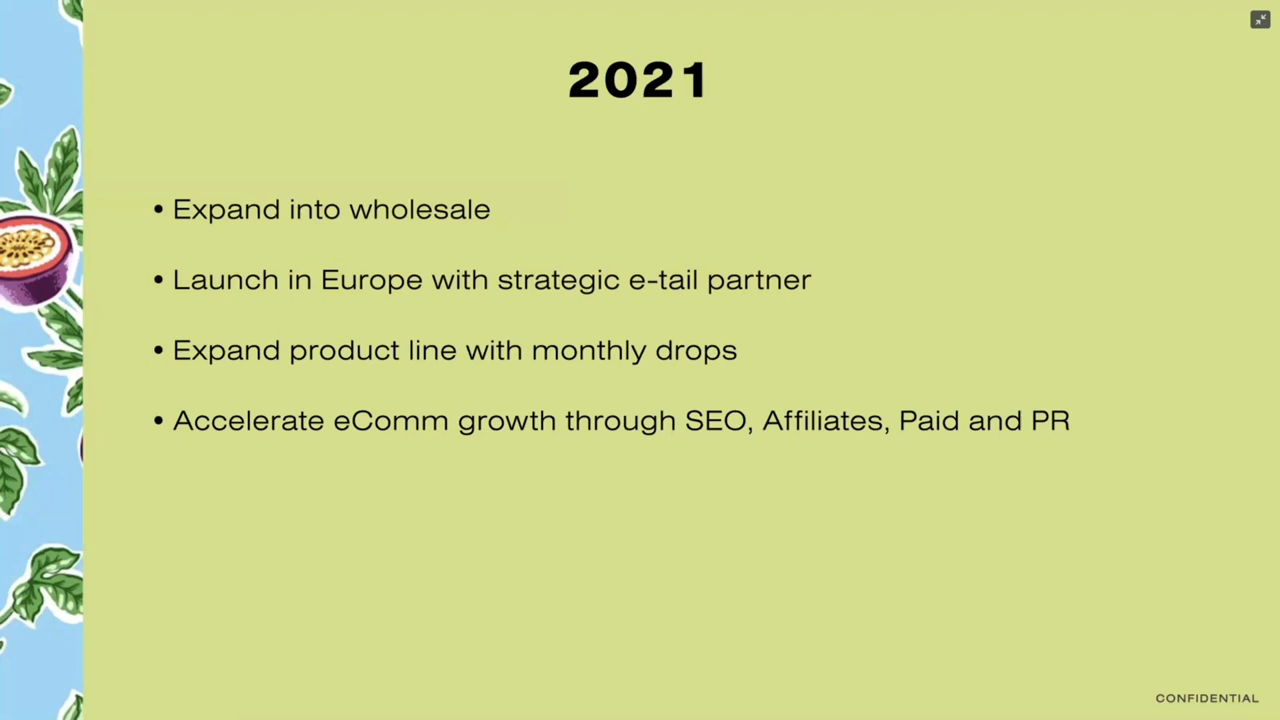 2021
• Expand into wholesale
• Launch in Europe with strategic e-tail partner
• Expand product line with monthly drops
• Accelerate eComm growth through SEO, Affiliates, Paid and PR
CONFIDENTIAL